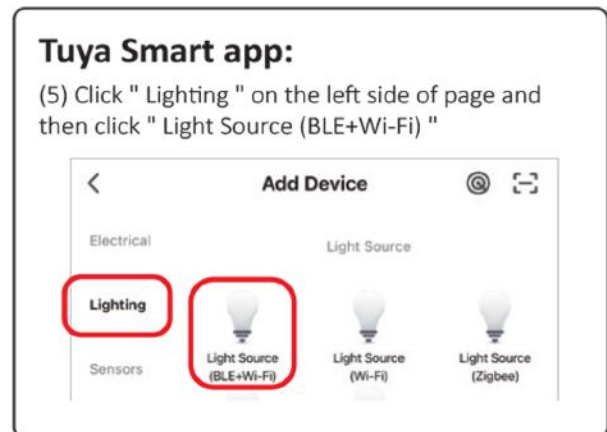 Tuya Smart app:
(5) Click " Lighting " on the left side of page and
then click " Light Source (BLE+Wi-Fi) "
Add Device
Electrical
Light Source
Lighting
Light Source
(BLE+Wi-Fi)
Light Source
(Wi-Fi)
Light Source
(Zigbee)
Sensors